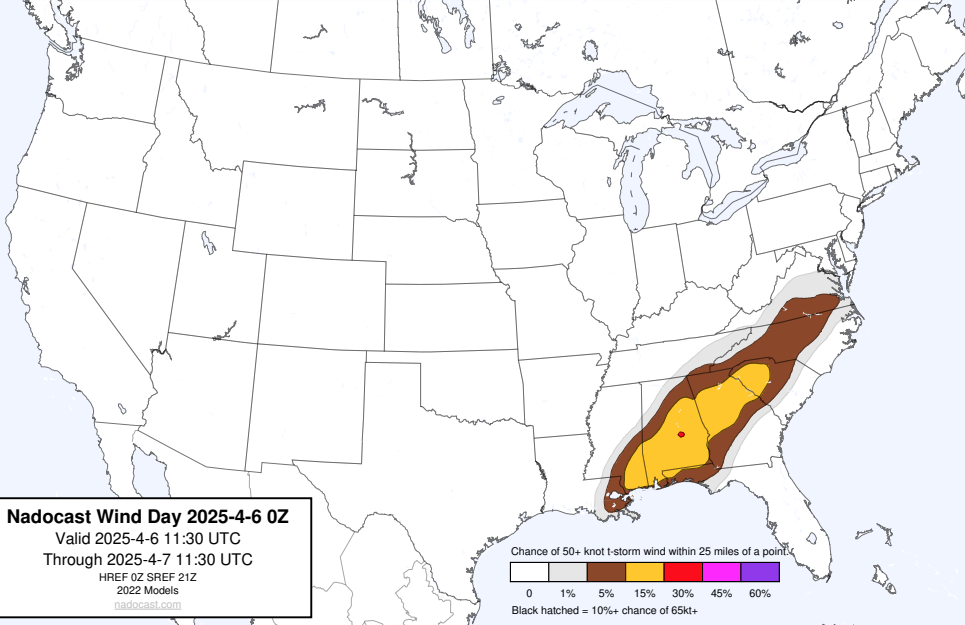 Nadocast Wind Day 2025-4-6 0Z
Valid 2025-4-6 11:30 UTC
Through 2025-4-7 11:30 UTC
HREF 0Z SREF 21Z
2022 Models
nadocast.com
Chance of 50+ knot t-storm wind within 25 miles of a point.
0 1% 5% 15% 30% 45% 60%
Black hatched = 10%+ chance of 65kt+